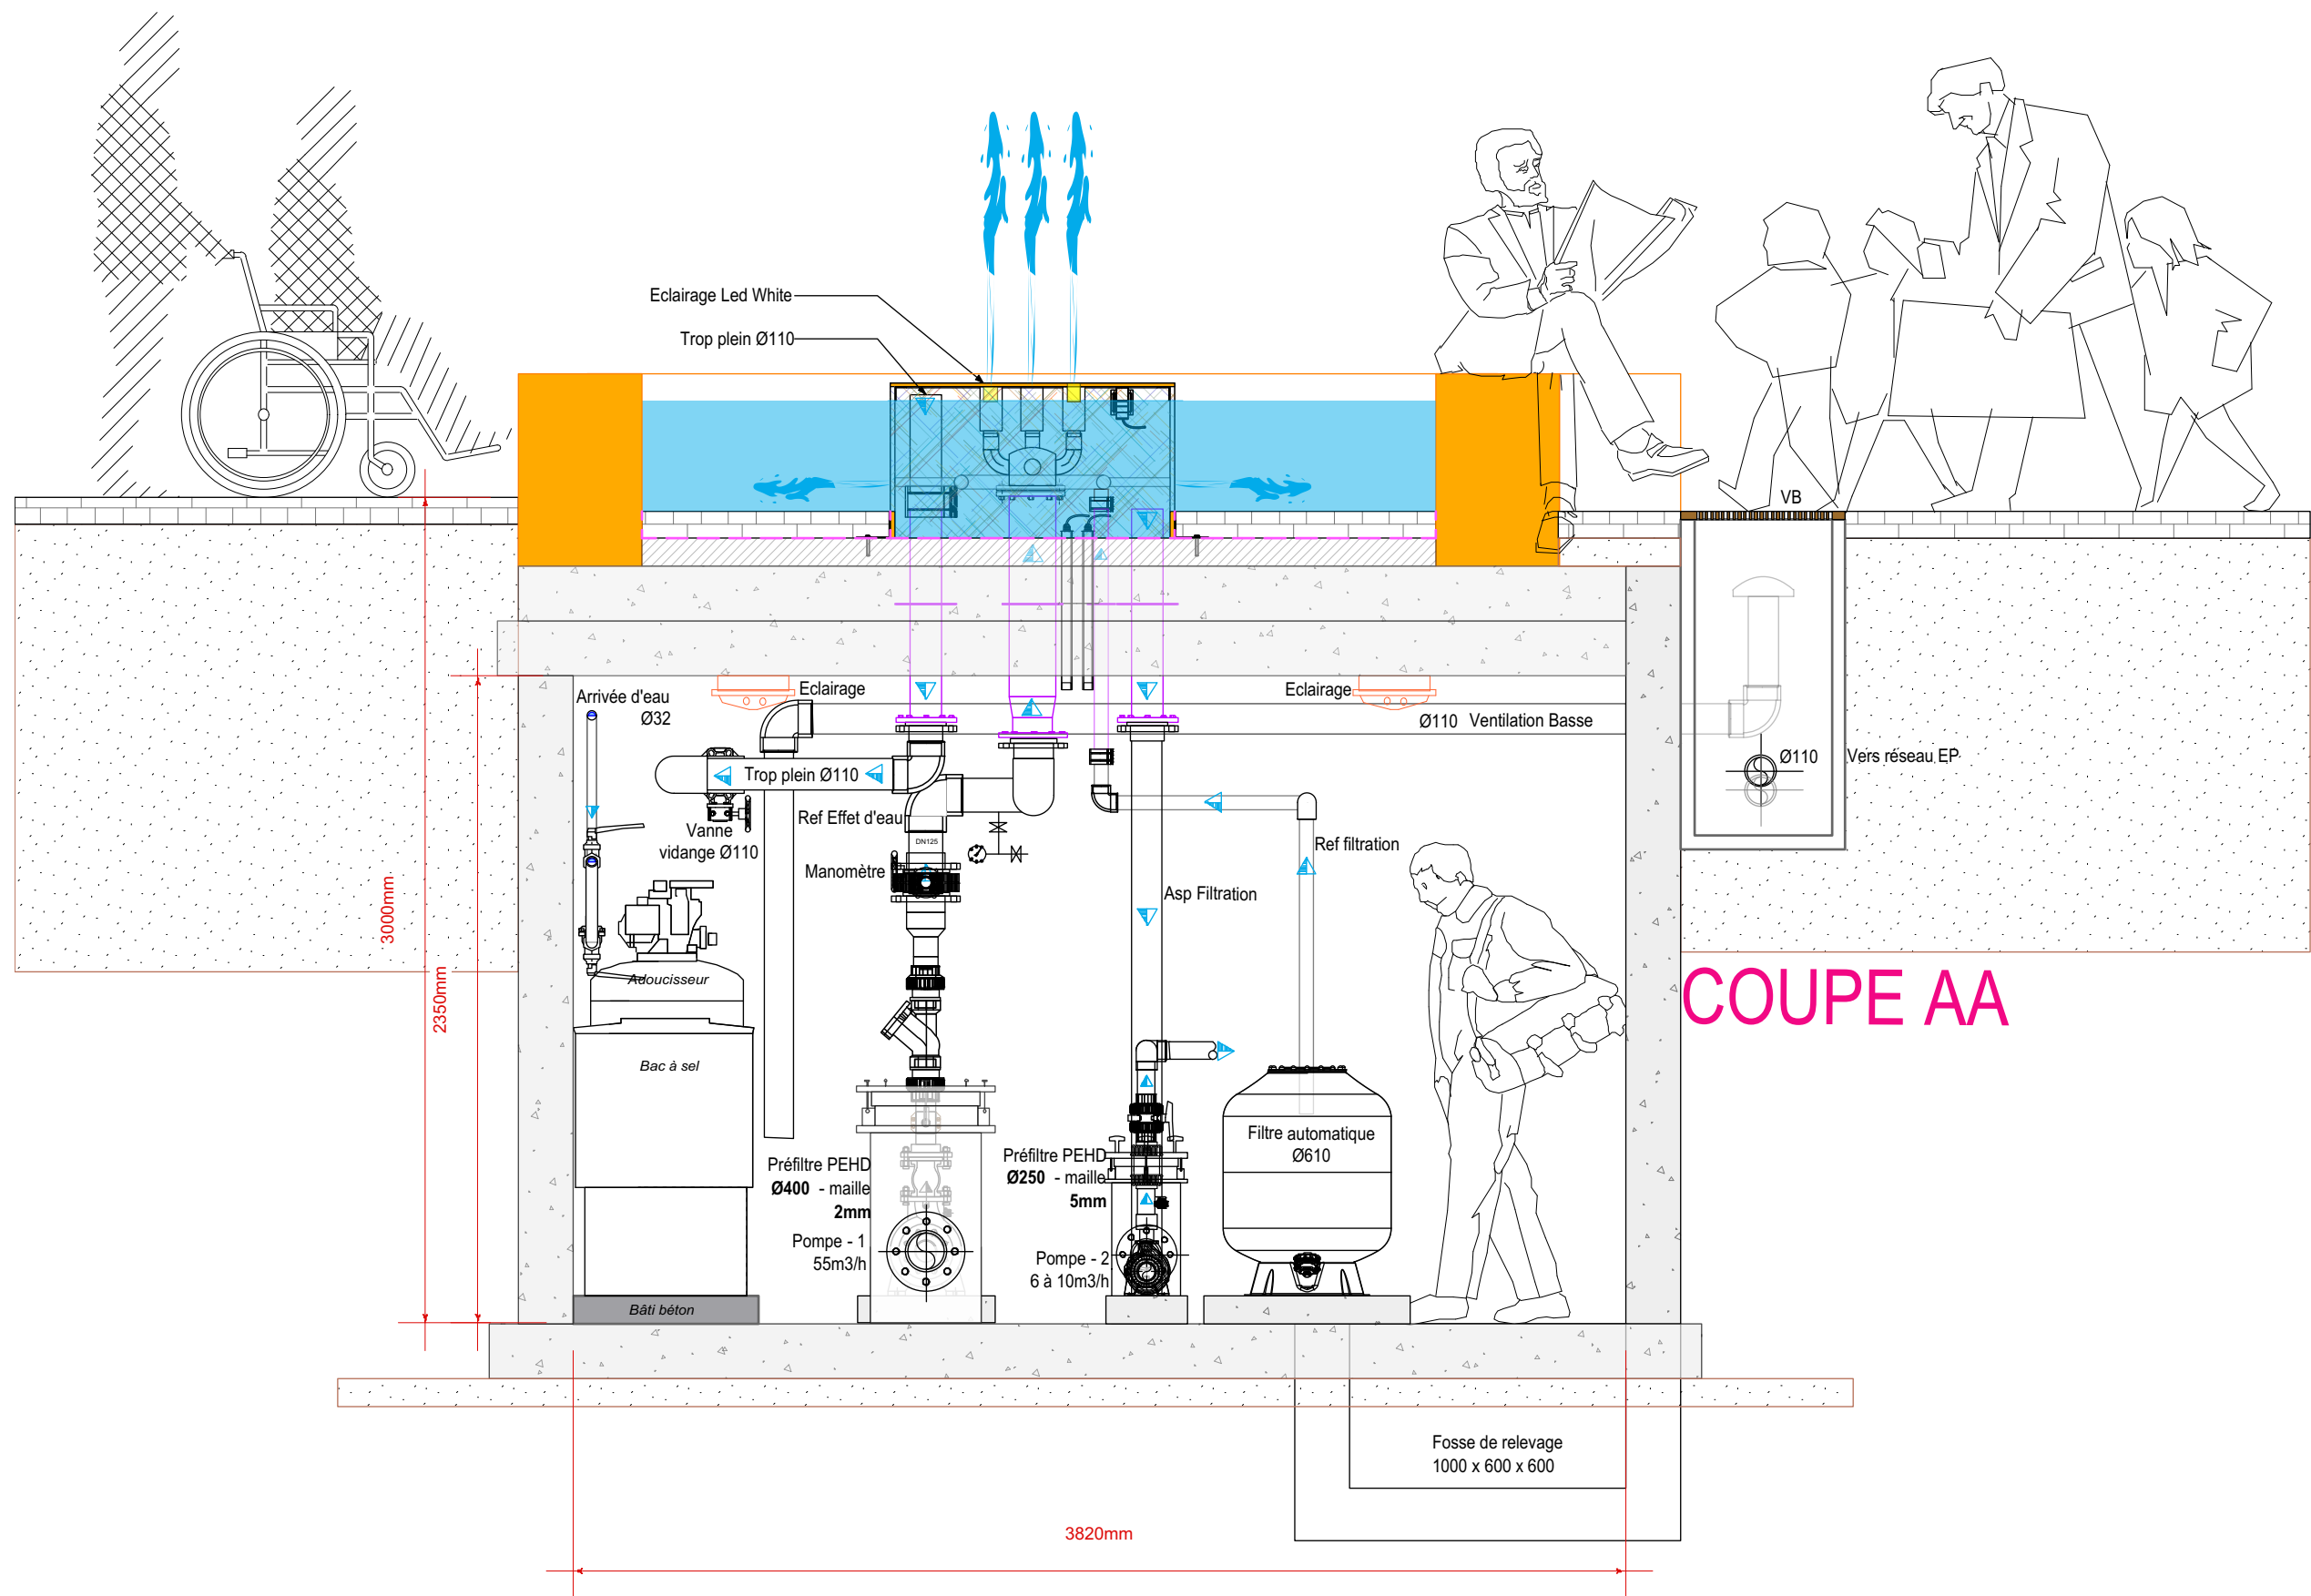 Eclairage Led White
Trop plein Ø110
VB
Arrivée d'eau
Ø32
Eclairage
Eclairage
Ø110 Ventilation Basse
Ø110
Vers réseau EP
Trop plein Ø110
Vanne
vidange Ø110
Ref Effet d'eau
DN125
Manomètre
Ref filtration
Asp FIltration
3000mm
2350mm
Adoucisseur
Bac à sel
COUPE AA
Filtre automatique
Ø610
Préfiltre PEHD
Ø400 - maille
2mm
Préfiltre PEHD
Ø250 - maille
5mm
Pompe - 1
55m3/h
Pompe - 2
6 à 10m3/h
Bâti béton
Fosse de relevage
1000 x 600 x 600
3820mm